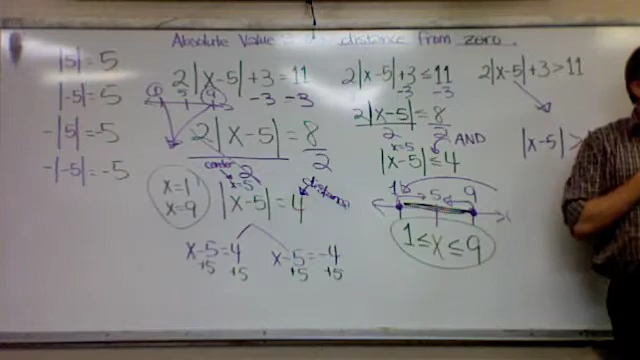 Absolute Value distance from zero.
|5| = 5
|-5| = 5
-|5| = -5
-|-5| = -5
2|x-5|+3=11
-3 -3
1 5 9
2|x-5| = 8
2 2
center
x=5
distance
|x-5| = 4
x=1
x=9
x-5=4
+5 +5
x-5=-4
+5 +5
2|x-5|+3≤11
-3 -3
2|x-5|≤8
2 2
x=5
AND
|x-5|≤4
1 5 9
x
1≤x≤9
2|x-5|+3>11
|x-5|>